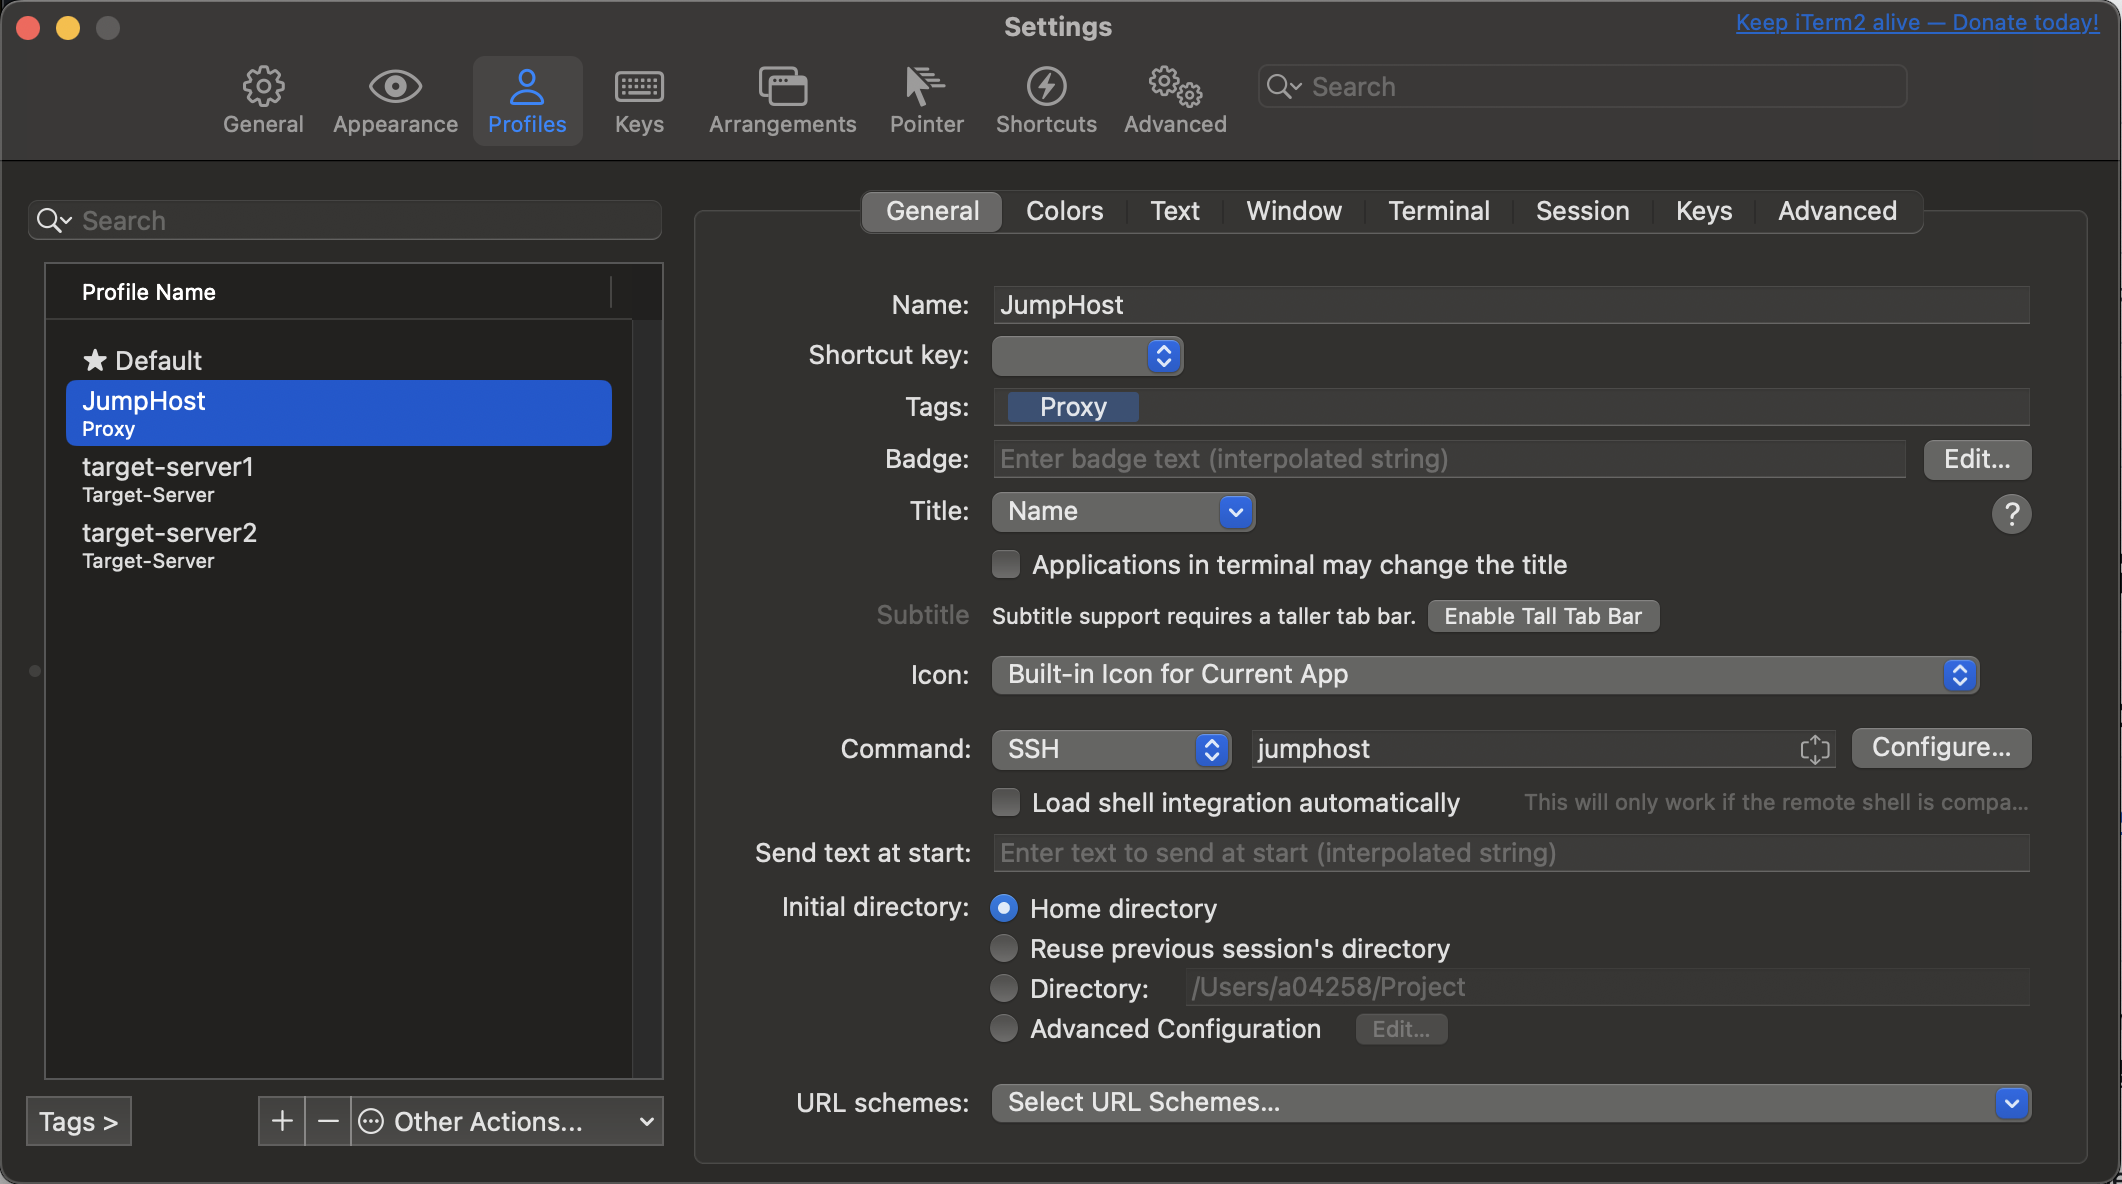 Settings
Keep iTerm2 alive — Donate today!
General
Appearance
Profiles
Keys
Arrangements
Pointer
Shortcuts
Advanced
Search
Search
Profile Name
★ Default
JumpHost
Proxy
target-server1
Target-Server
target-server2
Target-Server
Tags >
+
−
Other Actions...
General
Colors
Text
Window
Terminal
Session
Keys
Advanced
Name: JumpHost
Shortcut key:
Tags: Proxy
Badge: Enter badge text (interpolated string) Edit...
Title: Name
?
Applications in terminal may change the title
Subtitle Subtitle support requires a taller tab bar. Enable Tall Tab Bar
Icon: Built-in Icon for Current App
Command: SSH jumphost Configure...
Load shell integration automatically This will only work if the remote shell is compa...
Send text at start: Enter text to send at start (interpolated string)
Initial directory: Home directory
Reuse previous session's directory
Directory: /Users/a04258/Project
Advanced Configuration Edit...
URL schemes: Select URL Schemes...